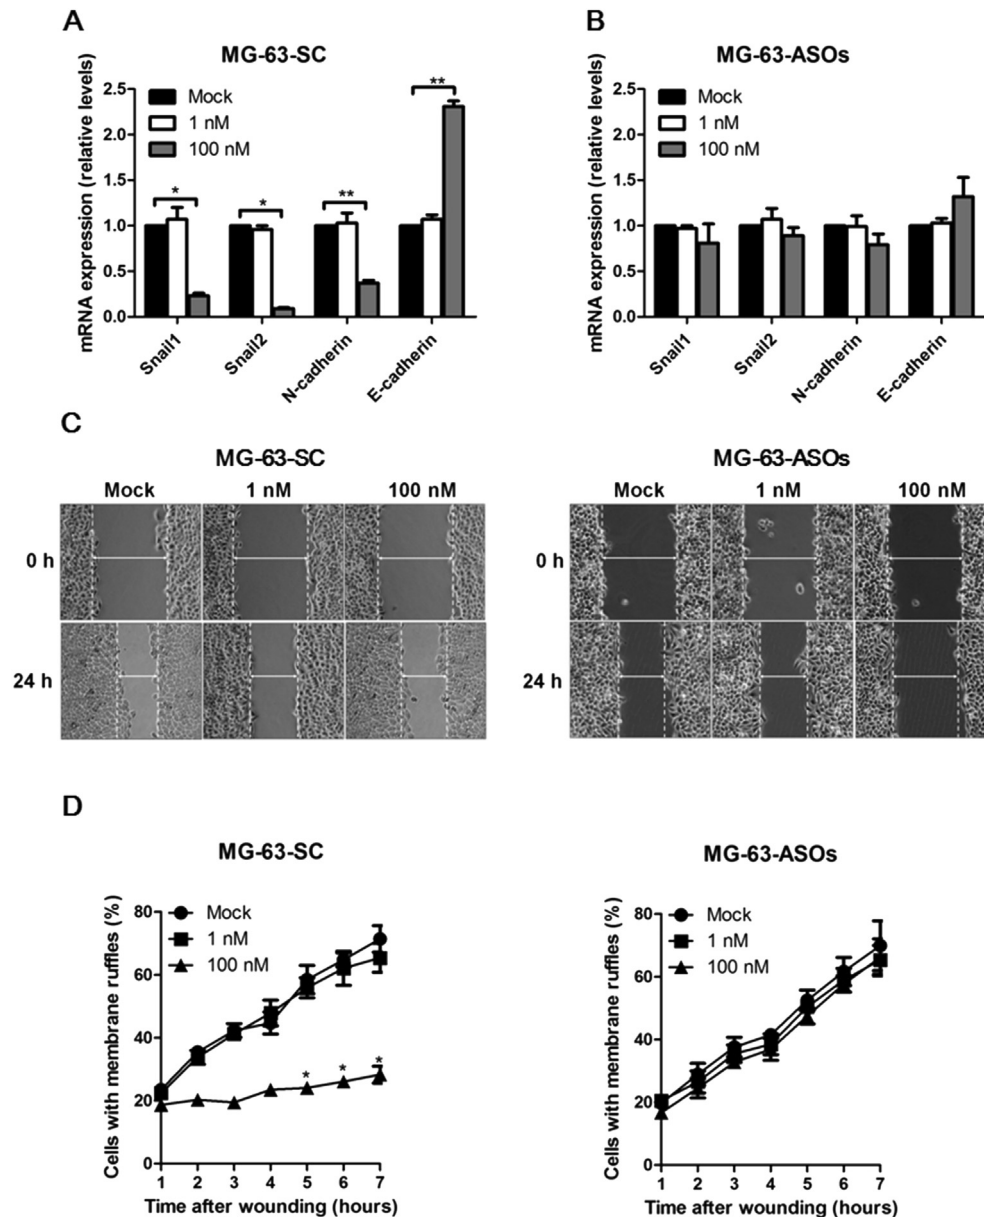 A
MG-63-SC
mRNA expression (relative levels)
2.5
2.0
1.5
1.0
0.5
0.0
Mock
1 nM
100 nM
*
*
**
**
Snail1
Snail2
N-cadherin
E-cadherin
B
MG-63-ASOs
mRNA expression (relative levels)
2.5
2.0
1.5
1.0
0.5
0.0
Mock
1 nM
100 nM
Snail1
Snail2
N-cadherin
E-cadherin
C
MG-63-SC
Mock 1 nM 100 nM
0 h
24 h
MG-63-ASOs
Mock 1 nM 100 nM
0 h
24 h
D
MG-63-SC
Cells with membrane ruffles (%)
80
60
40
20
0
Mock
1 nM
100 nM
* * *
1 2 3 4 5 6 7
Time after wounding (hours)
MG-63-ASOs
Cells with membrane ruffles (%)
80
60
40
20
0
Mock
1 nM
100 nM
1 2 3 4 5 6 7
Time after wounding (hours)